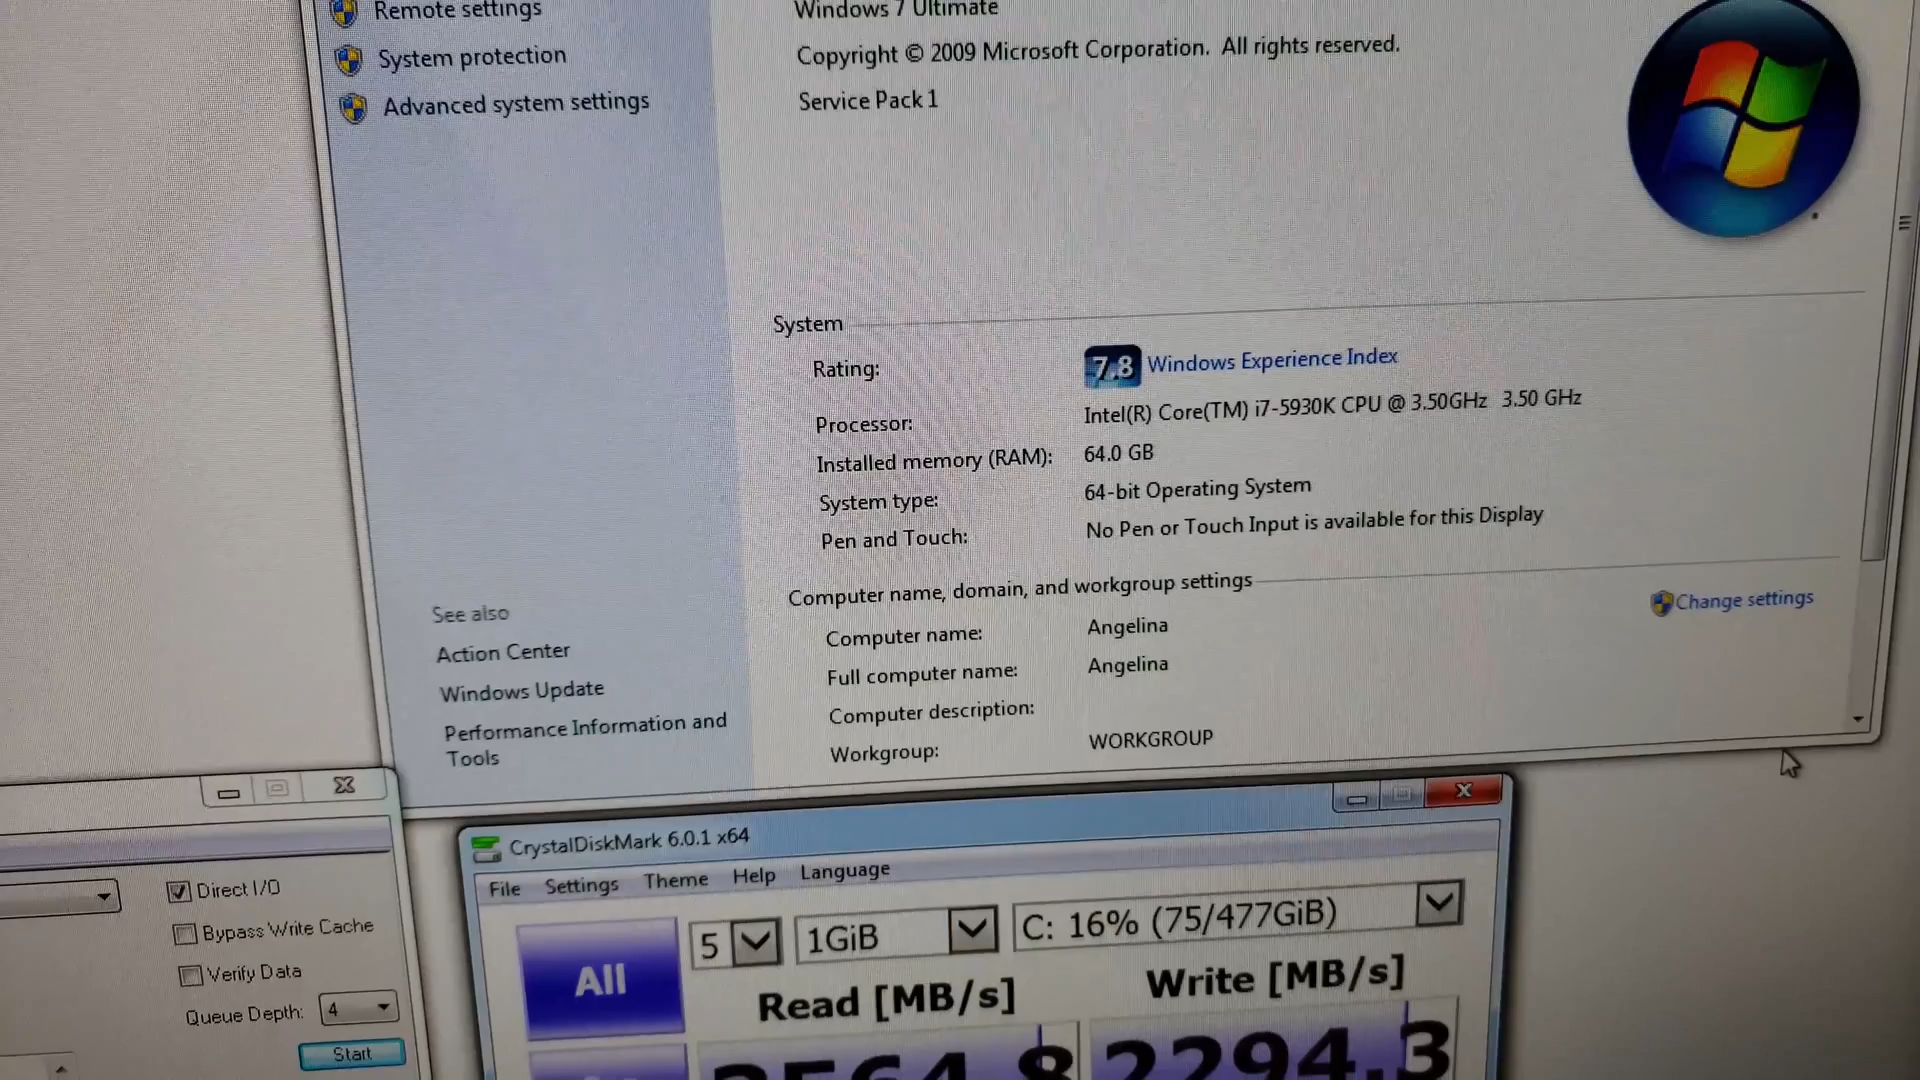 Remote settings
System protection
Advanced system settings
Windows 7 Ultimate
Copyright © 2009 Microsoft Corporation. All rights reserved.
Service Pack 1
System
Rating: 7.8 Windows Experience Index
Processor: Intel(R) Core(TM) i7-5930K CPU @ 3.50GHz 3.50 GHz
Installed memory (RAM): 64.0 GB
System type: 64-bit Operating System
Pen and Touch: No Pen or Touch Input is available for this Display
Computer name, domain, and workgroup settings
Computer name: Angelina
Change settings
Full computer name: Angelina
Computer description:
Workgroup: WORKGROUP
See also
Action Center
Windows Update
Performance Information and
Tools
Direct I/O
Bypass Write Cache
Verify Data
Queue Depth: 4
Start
CrystalDiskMark 6.0.1 x64
File Settings Theme Help Language
All 5 1GiB C: 16% (75/477GiB)
Read [MB/s] Write [MB/s]
2294.3